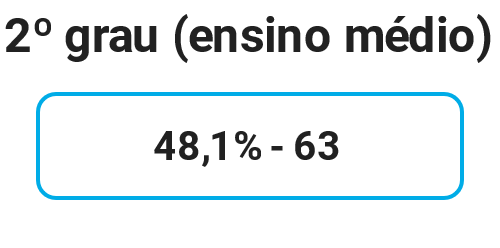 2º grau (ensino médio)
48,1% - 63